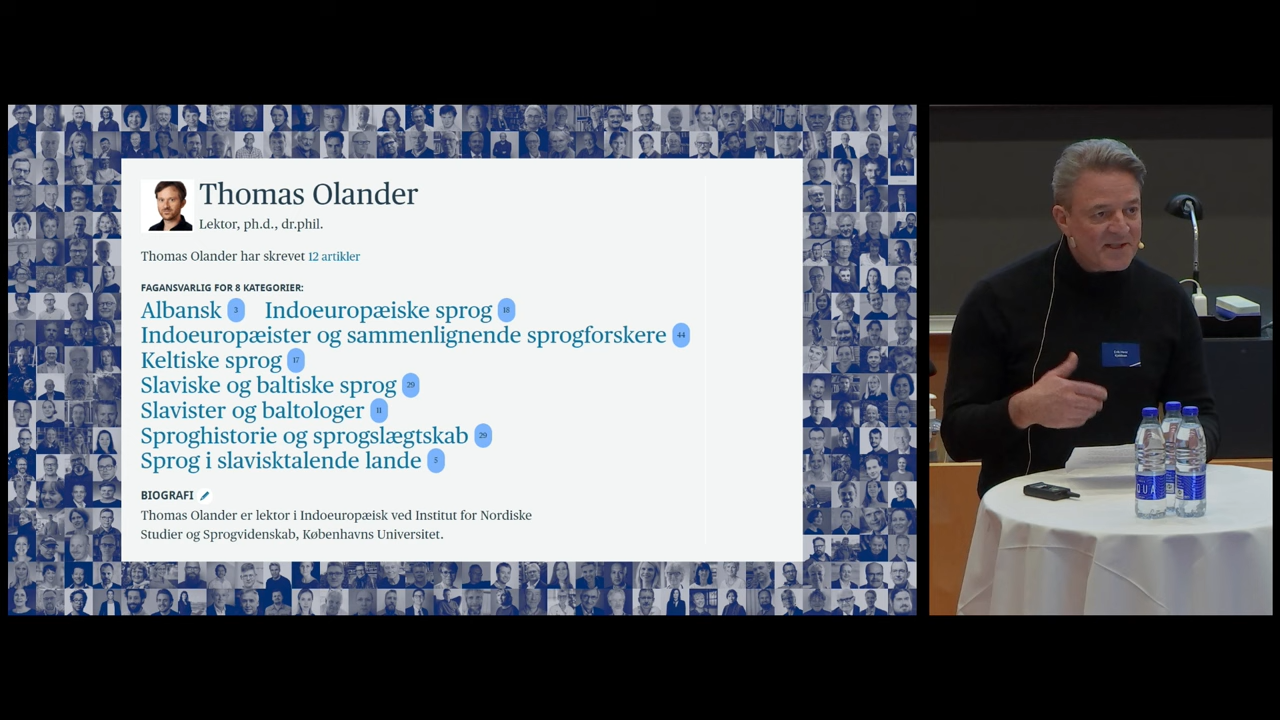 Thomas Olander
Lektor, ph.d., dr.phil.
Thomas Olander har skrevet 12 artikler
FAGANSVARLIG FOR 8 KATEGORIER:
Albansk 3 Indoeuropæiske sprog 18
Indoeuropæister og sammenlignende sprogforskere 44
Keltiske sprog 17
Slaviske og baltiske sprog 29
Slavister og baltologer 11
Sproghistorie og sprogslægtskab 29
Sprog i slavisktalende lande 5
BIOGRAFI
Thomas Olander er lektor i Indoeuropæisk ved Institut for Nordiske
Studier og Sprogvidenskab, Københavns Universitet.